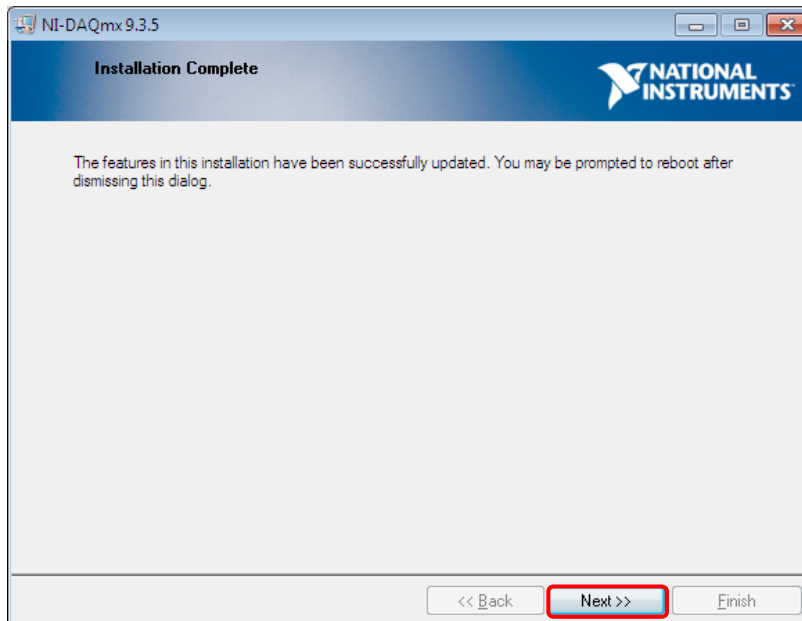 NI-DAQmx 9.3.5
Installation Complete
NATIONAL
INSTRUMENTS
The features in this installation have been successfully updated. You may be prompted to reboot after
dismissing this dialog.
<< Back
Next >>
Finish